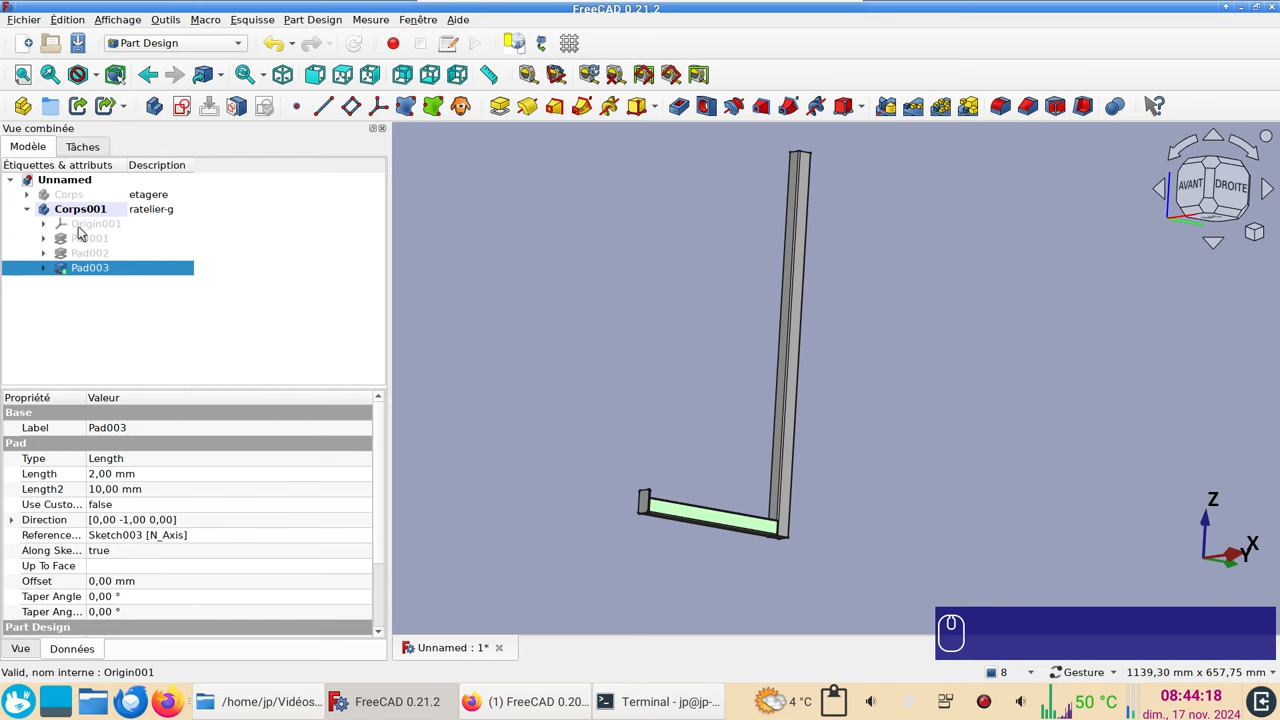 FreeCAD 0.21.2
Fichier Édition Affichage Outils Macro Esquisse Part Design Mesure Fenêtre Aide
Part Design
Vue combinée
Modèle Tâches
Étiquettes & attributs Description
Unnamed
Corps etagere
Corps001 ratelier-g
Origin001
Pad001
Pad002
Pad003
AVANT DROITE
Propriété Valeur
Base
Label Pad003
Pad
Type Length
Length 2,00 mm
Length2 10,00 mm
Use Custo... false
Direction [0,00 -1,00 0,00]
Reference... Sketch003 [N_Axis]
Along Ske... true
Up To Face
Offset 0,00 mm
Taper Angle 0,00 °
Taper Ang... 0,00 °
Part Design
Z
X
Y
Vue Données
Unnamed : 1*
Valid, nom interne : Origin001
8 Gesture 1139,30 mm x 657,75 mm
/home/jp/Vidéos... FreeCAD 0.21.2 (1) FreeCAD 0.20... Terminal - jp@jp-... 4 °C 50 °C 08:44:18
dim., 17 nov. 2024